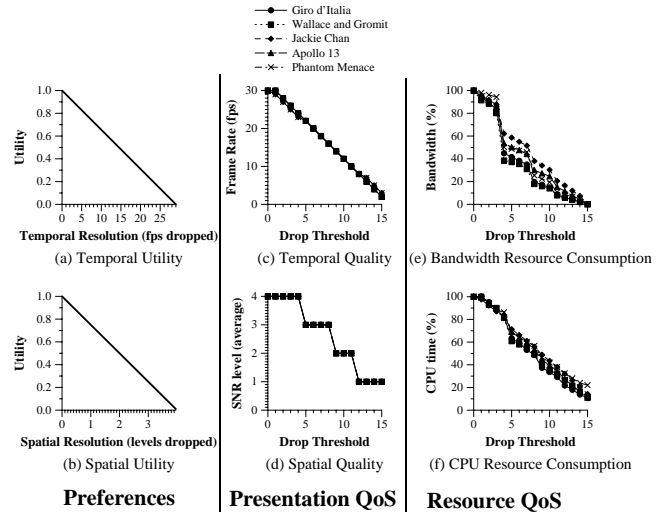 Giro d'Italia
Wallace and Gromit
Jackie Chan
Apollo 13
Phantom Menace
1.0
0.8
0.6
0.4
0.2
0.0
Utility
0 5 10 15 20 25
Temporal Resolution (fps dropped)
(a) Temporal Utility
30
20
10
0
Frame Rate (fps)
0 5 10 15
Drop Threshold
(c) Temporal Quality
100
80
60
40
20
0
Bandwidth (%)
0 5 10 15
Drop Threshold
(e) Bandwidth Resource Consumption
1.0
0.8
0.6
0.4
0.2
0.0
Utility
0 1 2 3
Spatial Resolution (levels dropped)
(b) Spatial Utility
4
3
2
1
0
SNR level (average)
0 5 10 15
Drop Threshold
(d) Spatial Quality
100
80
60
40
20
0
CPU time (%)
0 5 10 15
Drop Threshold
(f) CPU Resource Consumption
Preferences
Presentation QoS
Resource QoS